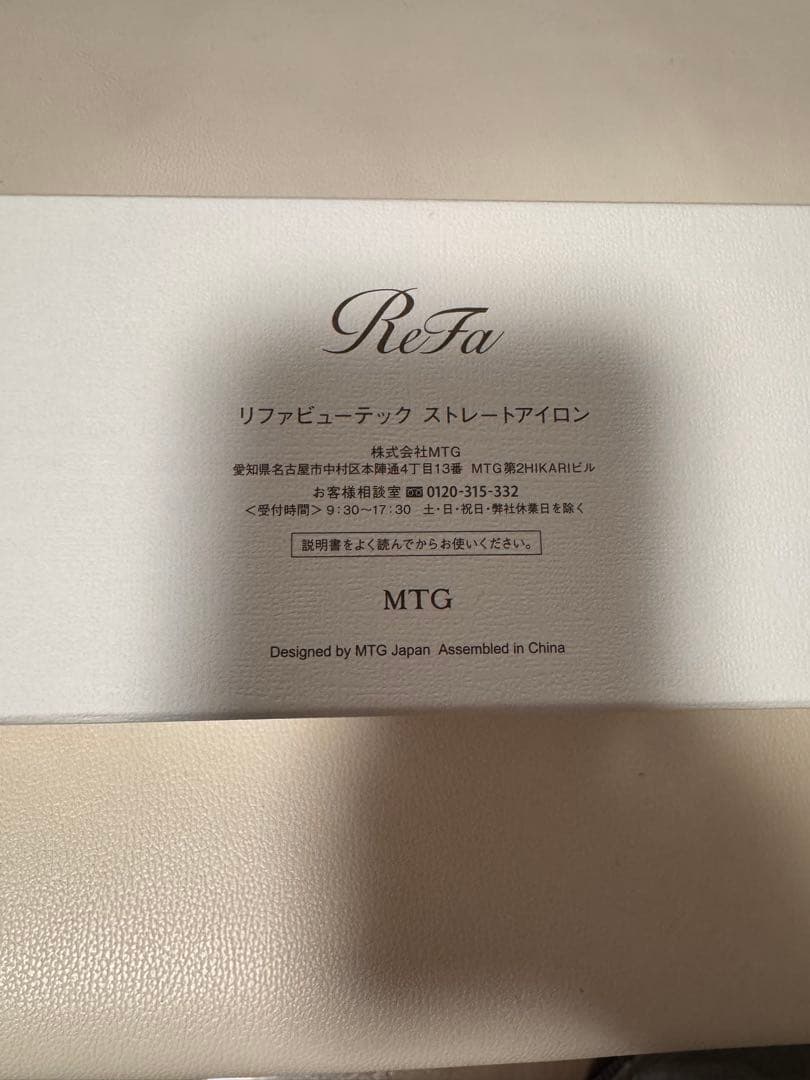 ReFa
リファビューテック ストレートアイロン
株式会社MTG
愛知県名古屋市中村区本陣通4丁目13番 MTG第2HIKARIビル
お客様相談室 0120-315-332
＜受付時間＞9:30〜17:30 土・日・祝日・弊社休業日を除く
説明書をよく読んでからお使いください。
MTG
Designed by MTG Japan Assembled in China